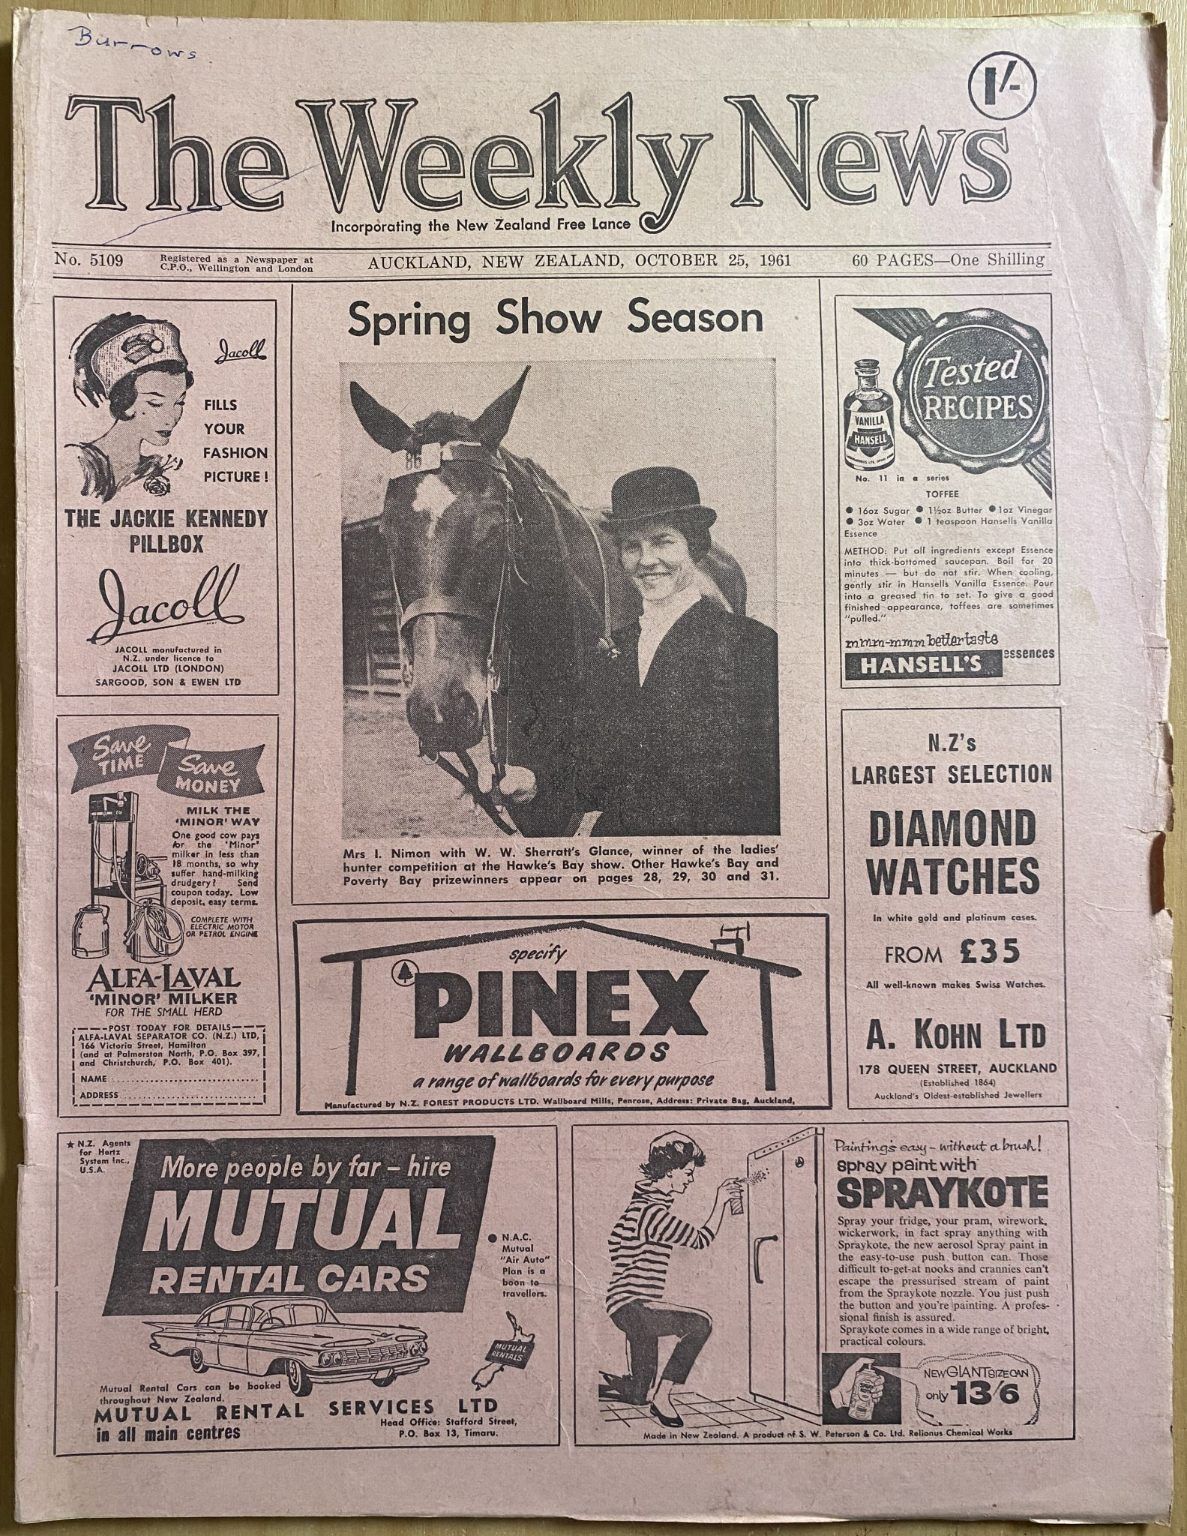 Burrows
1/-
The Weekly News
Incorporating the New Zealand Free Lance
No. 5109
Registered as a Newspaper at
C.P.O., Wellington and London
AUCKLAND, NEW ZEALAND, OCTOBER 25, 1961
60 PAGES—One Shilling
Jacoll
FILLS
YOUR
FASHION
PICTURE!
THE JACKIE KENNEDY
PILLBOX
Jacoll
JACOLL manufactured in
N.Z. under licence to
JACOLL LTD (LONDON)
SARGOOD, SON & EWEN LTD
Spring Show Season
86
Mrs I. Nimon with W. W. Sherratt's Glance, winner of the ladies'
hunter competition at the Hawke's Bay show. Other Hawke's Bay and
Poverty Bay prizewinners appear on pages 28, 29, 30 and 31.
Tested
RECIPES
VANILLA
HANSELL
No. 11 in a series
TOFFEE
● 16oz Sugar ● 1½oz Butter ● 1oz Vinegar
● 3oz Water ● 1 teaspoon Hansells Vanilla
Essence
METHOD: Put all ingredients except Essence
into thick-bottomed saucepan. Boil for 20
minutes — but do not stir. When cooling,
gently stir in Hansells Vanilla Essence. Pour
into a greased tin to set. To give a good
finished appearance, toffees are sometimes
"pulled."
mmm-mmm better taste
HANSELL'S essences
Save
TIME
Save
MONEY
MILK THE
'MINOR' WAY
One good cow pays
for the 'Minor'
milker in less than
18 months, so why
suffer hand-milking
drudgery? Send
coupon today. Low
deposit, easy terms.
COMPLETE WITH
ELECTRIC MOTOR
OR PETROL ENGINE
ALFA-LAVAL
'MINOR' MILKER
FOR THE SMALL HERD
POST TODAY FOR DETAILS
ALFA-LAVAL SEPARATOR CO. (N.Z.) LTD,
166 Victoria Street, Hamilton
(and at Palmerston North, P.O. Box 397,
and Christchurch, P.O. Box 401).
NAME
ADDRESS
specify
PINEX
WALLBOARDS
a range of wallboards for every purpose
Manufactured by N.Z. FOREST PRODUCTS LTD. Wallboard Mills, Penrose, Address: Private Bag, Auckland,
N.Z's
LARGEST SELECTION
DIAMOND
WATCHES
In white gold and platinum cases.
FROM £35
All well-known makes Swiss Watches.
A. KOHN LTD
178 QUEEN STREET, AUCKLAND
(Established 1864)
Auckland's Oldest-established Jewellers
★ N.Z. Agents
for Hertz
System Inc.,
U.S.A.
More people by far – hire
MUTUAL
RENTAL CARS
● N.A.C.
Mutual
"Air Auto"
Plan is a
boon to
travellers.
MUTUAL
RENTALS
Mutual Rental Cars can be booked
throughout New Zealand.
MUTUAL RENTAL SERVICES LTD
in all main centres
Head Office: Stafford Street,
P.O. Box 13, Timaru.
Painting's easy – without a brush!
spray paint with
SPRAYKOTE
Spray your fridge, your pram, wirework,
wickerwork, in fact spray anything with
Spraykote, the new aerosol Spray paint in
the easy-to-use push button can. Those
difficult to-get-at nooks and crannies can't
escape the pressurised stream of paint
from the Spraykote nozzle. You just push
the button and you're painting. A profes-
sional finish is assured.
Spraykote comes in a wide range of bright,
practical colours.
NEW GIANT SIZE CAN
only 13/6
Made in New Zealand. A product of S. W. Peterson & Co. Ltd. Relionus Chemical Works